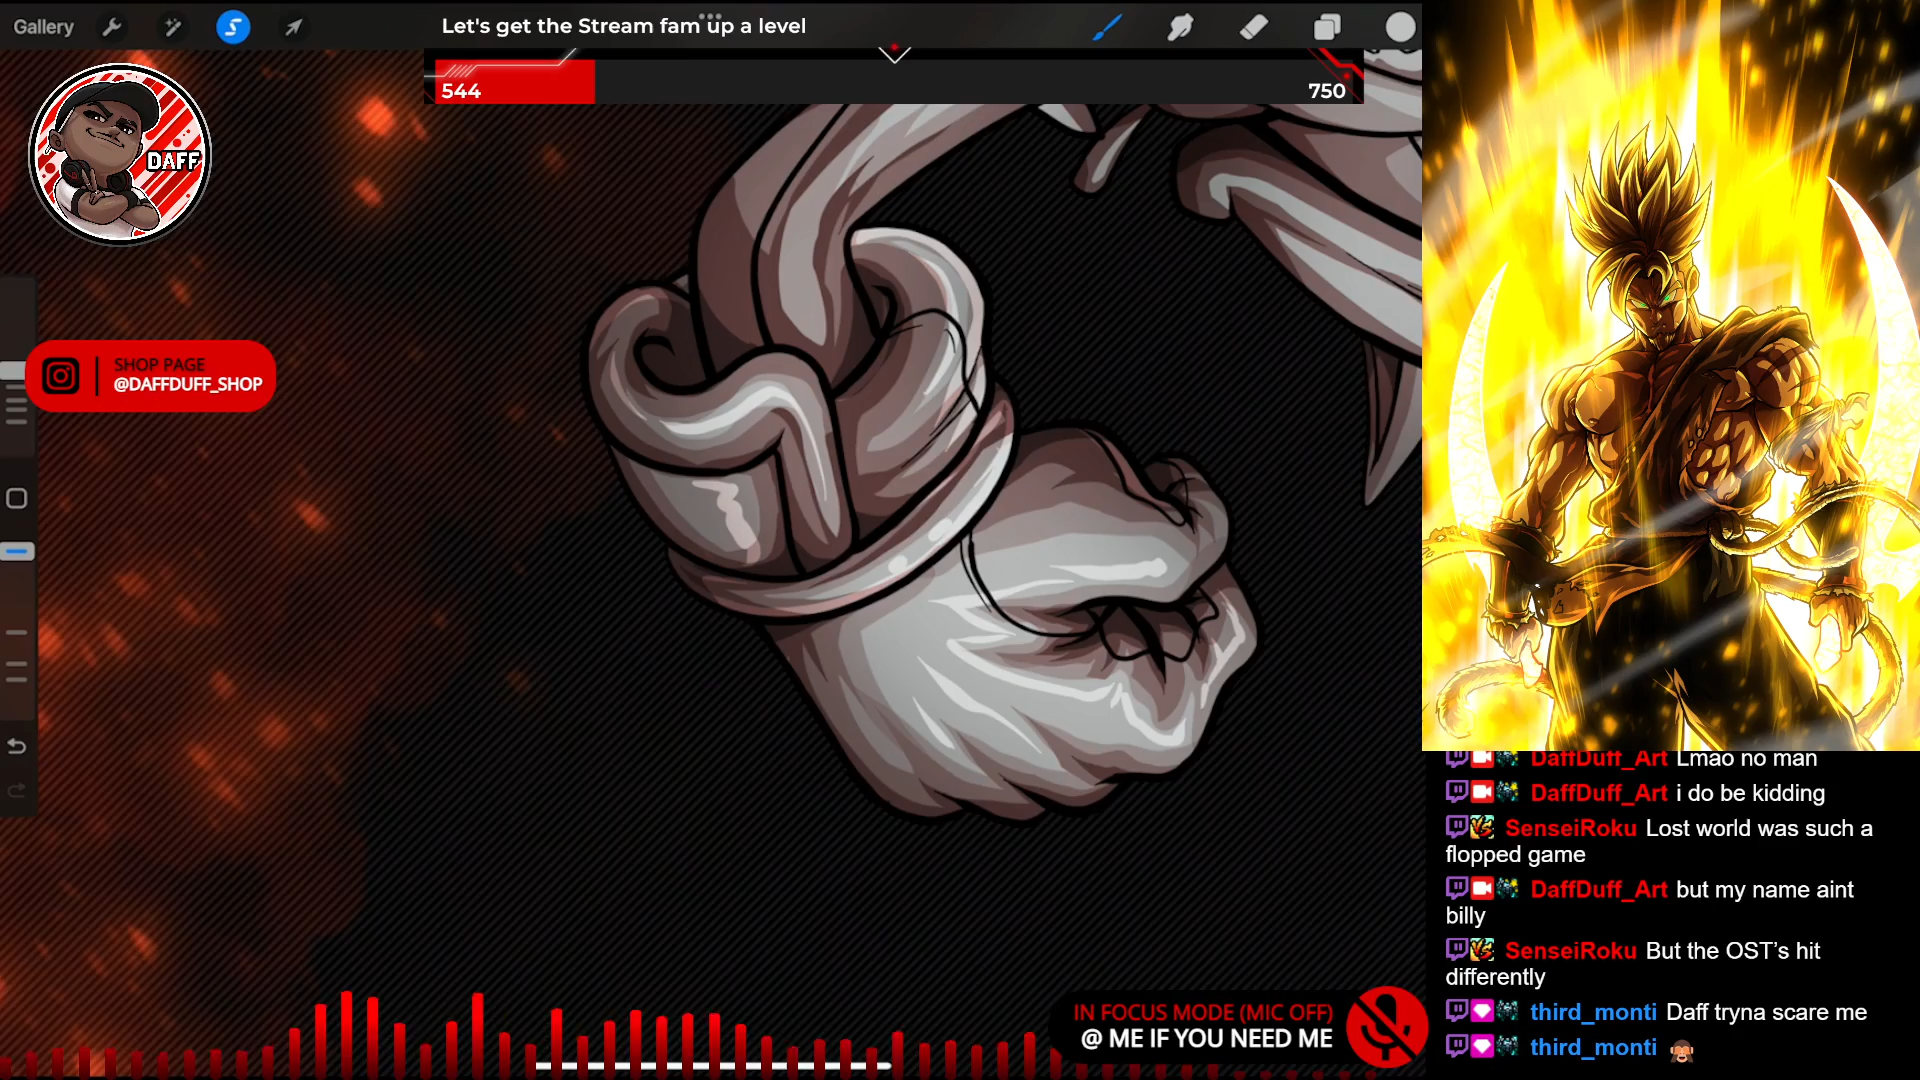 Gallery
Let's get the Stream fam up a level
544
750
DAFF
SHOP PAGE
@DAFFDUFF_SHOP
DaffDuff_Art Lmao no man
DaffDuff_Art i do be kidding
SenseiRoku Lost world was such a
flopped game
DaffDuff_Art but my name aint
billy
SenseiRoku But the OST's hit
differently
third_monti Daff tryna scare me
third_monti 🙈
IN FOCUS MODE (MIC OFF)
@ ME IF YOU NEED ME